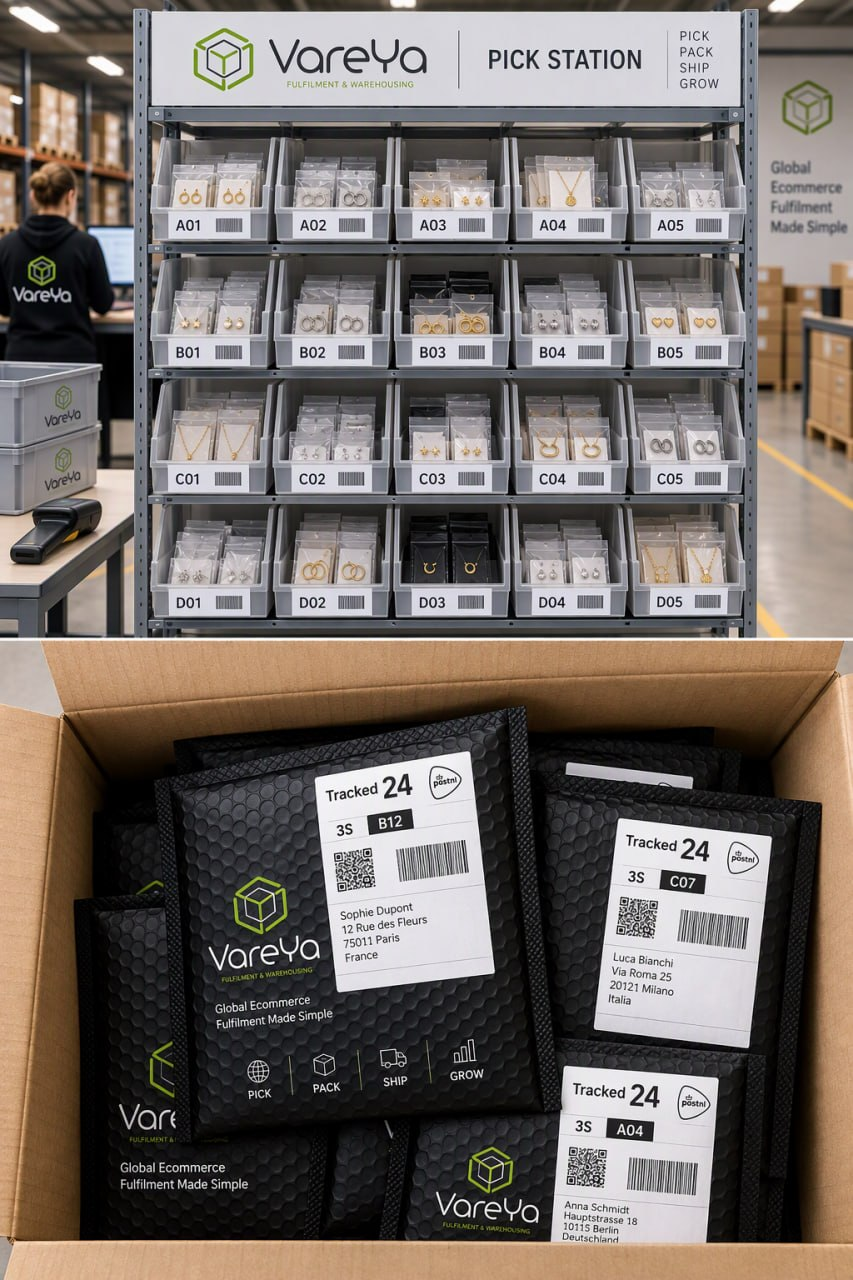 VareYa
FULFILMENT & WAREHOUSING
PICK STATION
PICK
PACK
SHIP
GROW
Global
Ecommerce
Fulfilment
Made Simple
VareYa
VareYa
VareYa
A01
A02
A03
A04
A05
B01
B02
B03
B04
B05
C01
C02
C03
C04
C05
D01
D02
D03
D04
D05
Tracked 24
postnl
3S B12
Sophie Dupont
12 Rue des Fleurs
75011 Paris
France
VareYa
FULFILMENT & WAREHOUSING
Global Ecommerce
Fulfilment Made Simple
PICK
PACK
SHIP
GROW
Tracked 24
postnl
3S C07
Luca Bianchi
Via Roma 25
20121 Milano
Italia
Tracked 24
postnl
3S A04
Anna Schmidt
Hauptstrasse 18
10115 Berlin
Deutschland
VareYa
FULFILMENT & WAREHOUSING
Global Ecommerce
Fulfilment Made Simple
VareYa
FULFILMENT & WAREHOUSING